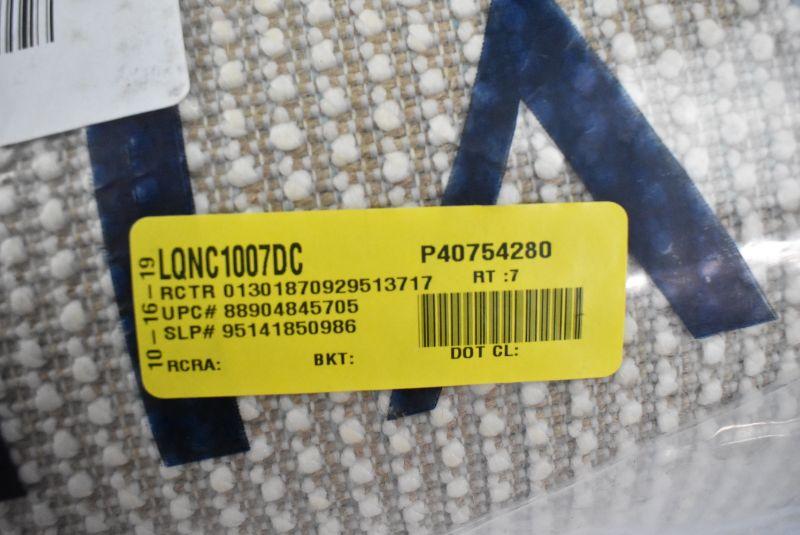 10-16-19
LQNC1007DC
P40754280
RCTR 01301870929513717
RT :7
UPC# 88904845705
SLP# 95141850986
RCRA:
BKT:
DOT CL: